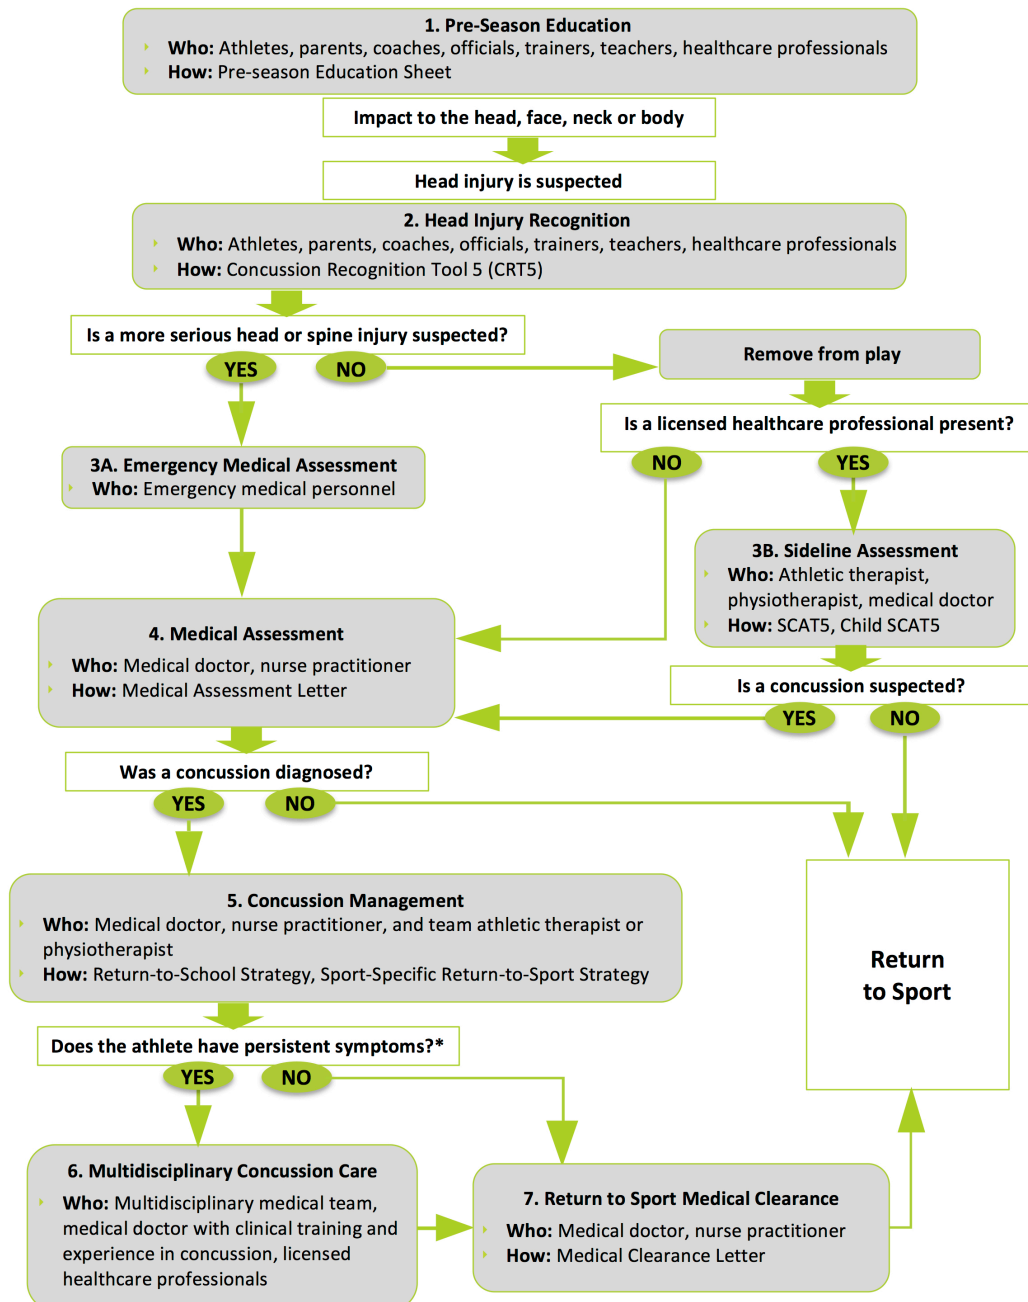 1. Pre-Season Education
Who: Athletes, parents, coaches, officials, trainers, teachers, healthcare professionals
How: Pre-season Education Sheet
Impact to the head, face, neck or body
Head injury is suspected
2. Head Injury Recognition
Who: Athletes, parents, coaches, officials, trainers, teachers, healthcare professionals
How: Concussion Recognition Tool 5 (CRT5)
Is a more serious head or spine injury suspected?
YES
NO
Remove from play
Is a licensed healthcare professional present?
NO
YES
3A. Emergency Medical Assessment
Who: Emergency medical personnel
3B. Sideline Assessment
Who: Athletic therapist,
physiotherapist, medical doctor
How: SCAT5, Child SCAT5
4. Medical Assessment
Who: Medical doctor, nurse practitioner
How: Medical Assessment Letter
Is a concussion suspected?
YES
NO
Was a concussion diagnosed?
YES
NO
5. Concussion Management
Who: Medical doctor, nurse practitioner, and team athletic therapist or
physiotherapist
How: Return-to-School Strategy, Sport-Specific Return-to-Sport Strategy
Return
to Sport
Does the athlete have persistent symptoms?*
YES
NO
6. Multidisciplinary Concussion Care
Who: Multidisciplinary medical team,
medical doctor with clinical training and
experience in concussion, licensed
healthcare professionals
7. Return to Sport Medical Clearance
Who: Medical doctor, nurse practitioner
How: Medical Clearance Letter